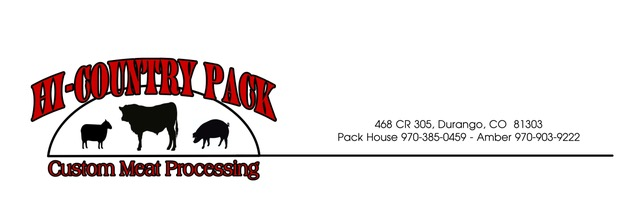 HI-COUNTRY PACK
Custom Meat Processing
468 CR 305, Durango, CO 81303
Pack House 970-385-0459 - Amber 970-903-9222